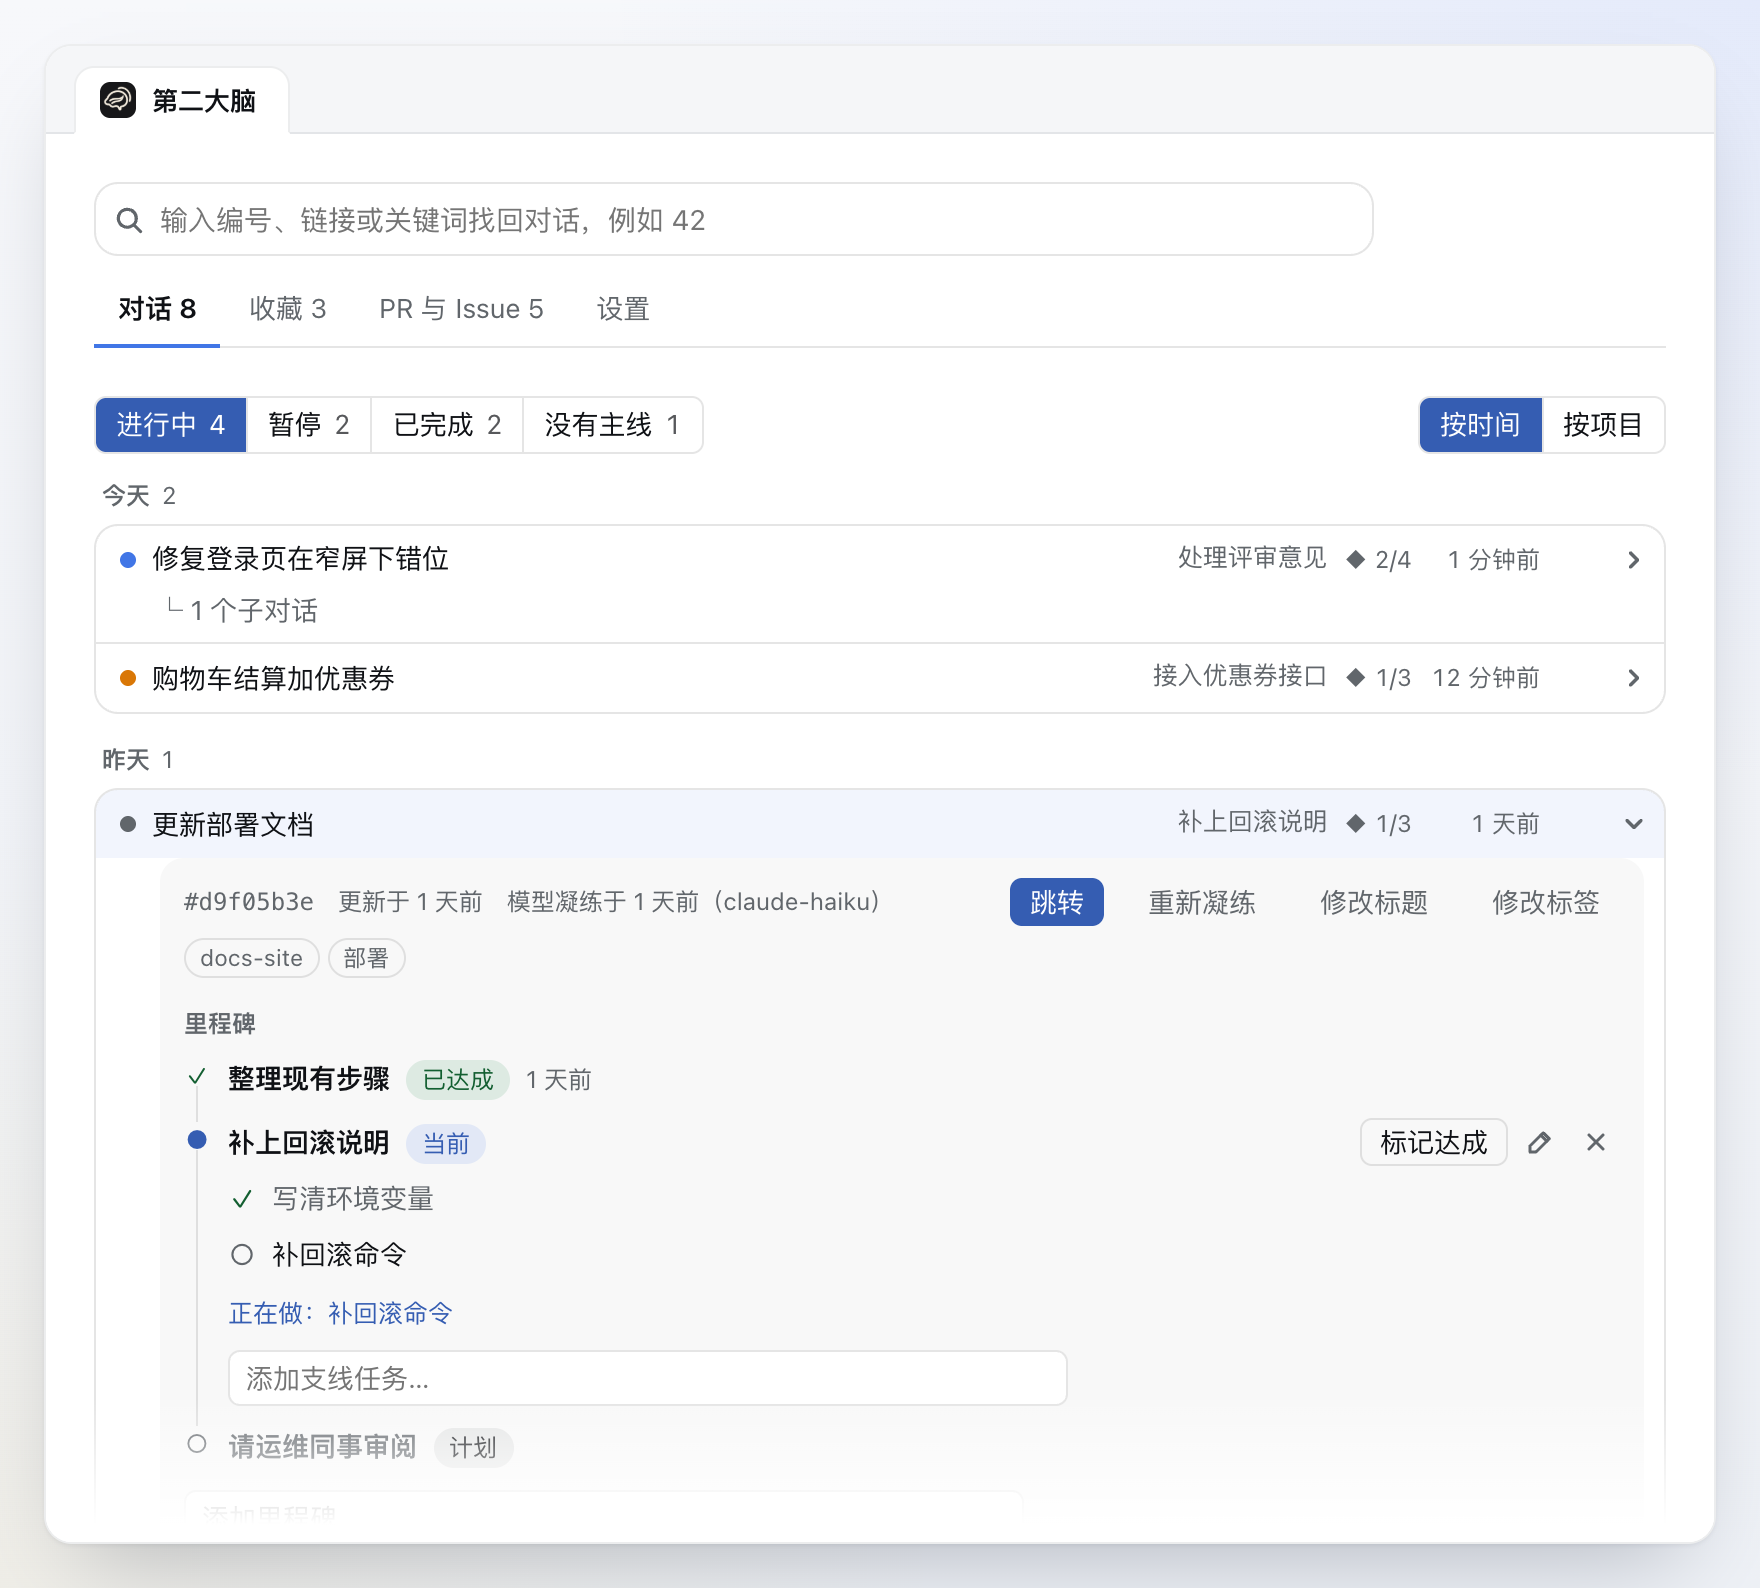 第二大脑
输入编号、链接或关键词找回对话，例如 42
对话 8 收藏 3 PR 与 Issue 5 设置
进行中 4 暂停 2 已完成 2 没有主线 1 按时间 按项目
今天 2
修复登录页在窄屏下错位 处理评审意见 ◆ 2/4 1 分钟前
└ 1 个子对话
购物车结算加优惠券 接入优惠券接口 ◆ 1/3 12 分钟前
昨天 1
更新部署文档 补上回滚说明 ◆ 1/3 1 天前
#d9f05b3e 更新于 1 天前 模型凝练于 1 天前（claude-haiku） 跳转 重新凝练 修改标题 修改标签
docs-site 部署
里程碑
整理现有步骤 已达成 1 天前
补上回滚说明 当前 标记达成
写清环境变量
补回滚命令
正在做：补回滚命令
添加支线任务...
请运维同事审阅 计划
添加里程碑